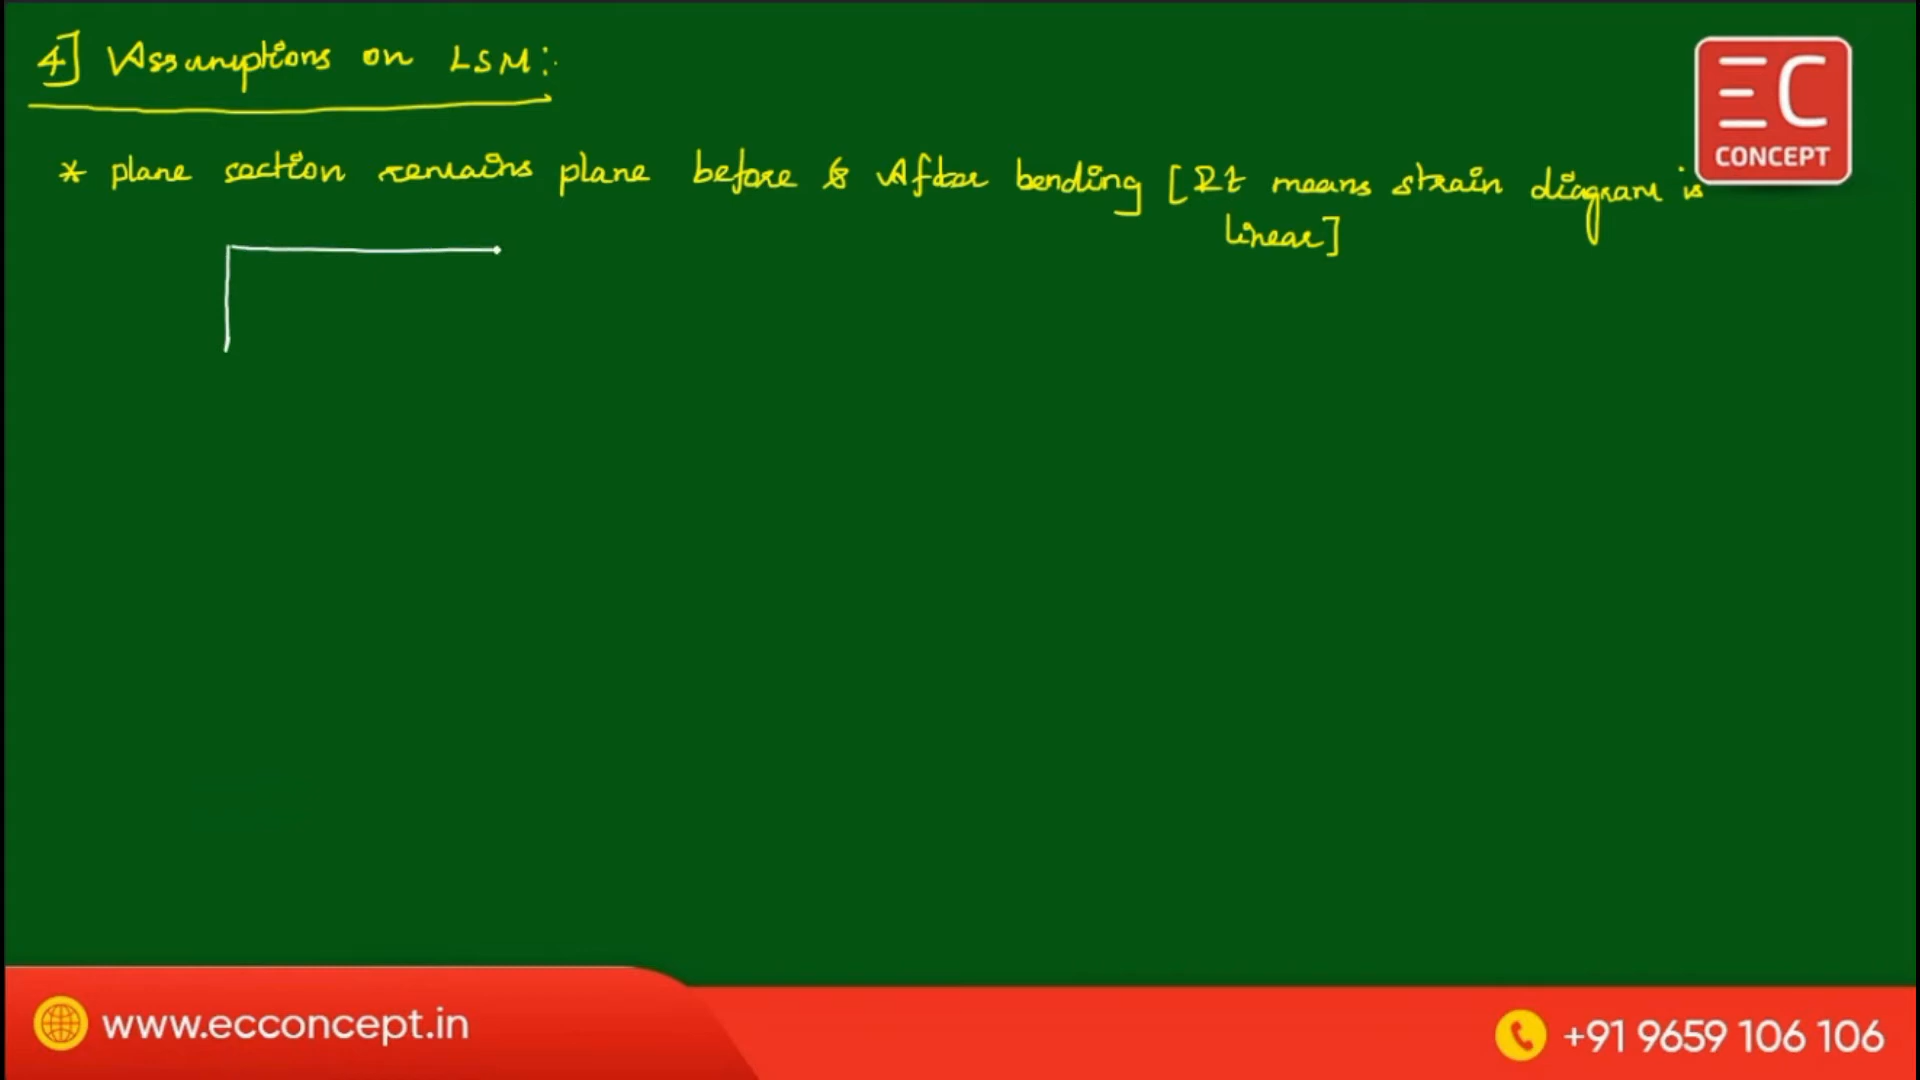 4] Assumptions on LSM:
EC
CONCEPT
* plane section remains plane before & After bending [It means strain diagram is
linear]
www.ecconcept.in
+91 9659 106 106